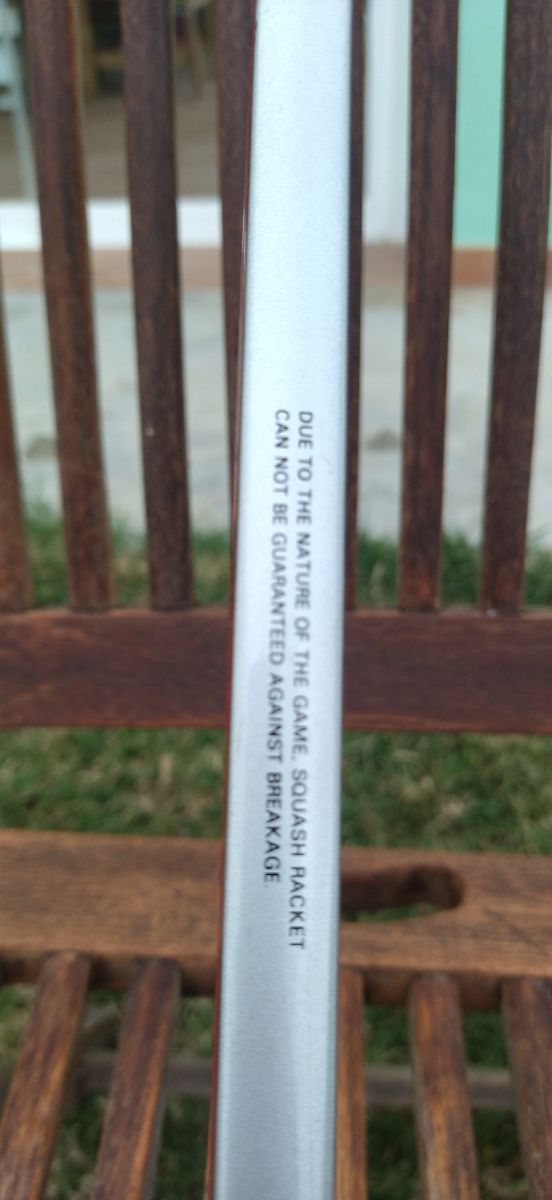 DUE TO THE NATURE OF THE GAME, SQUASH RACKET
CAN NOT BE GUARANTEED AGAINST BREAKAGE.